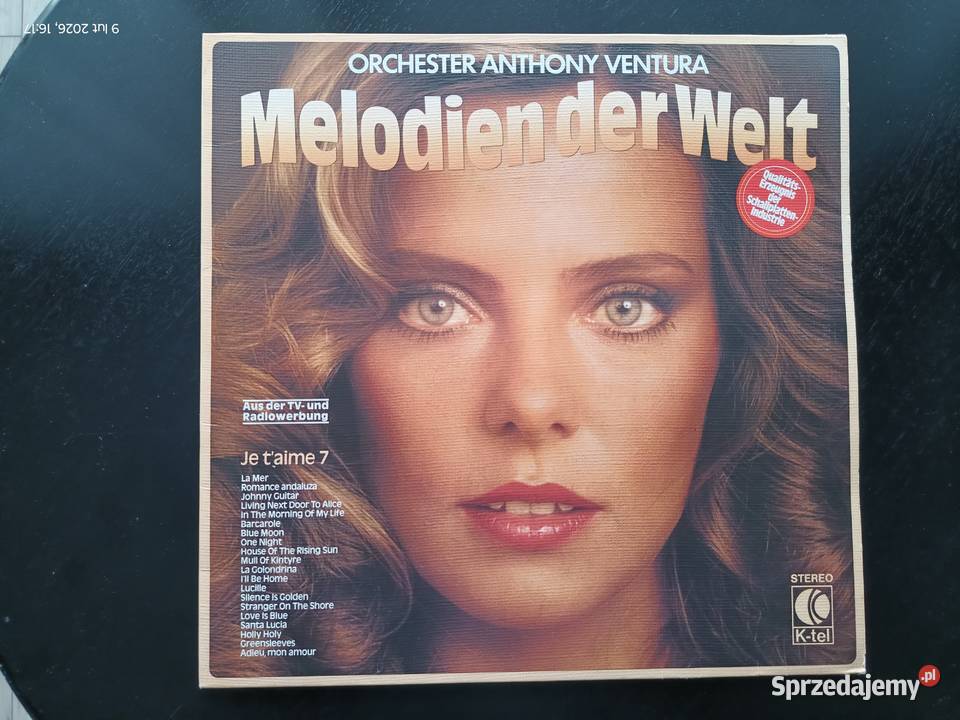 9 lut 2026, 16:17
ORCHESTER ANTHONY VENTURA
Melodien der Welt
Qualitäts-
Erzeugnis
der
Schallplatten-
Industrie
Aus der TV- und
Radiowerbung
Je t'aime 7
La Mer
Romance andaluza
Johnny Guitar
Living Next Door To Alice
In The Morning Of My Life
Barcarole
Blue Moon
One Night
House Of The Rising Sun
Mull Of Kintyre
La Golondrina
I'll Be Home
Lucille
Silence Is Golden
Stranger On The Shore
Love Is Blue
Santa Lucia
Holly Holy
Greensleeves
Adieu, mon amour
STEREO
K-tel
Sprzedajemy.pl